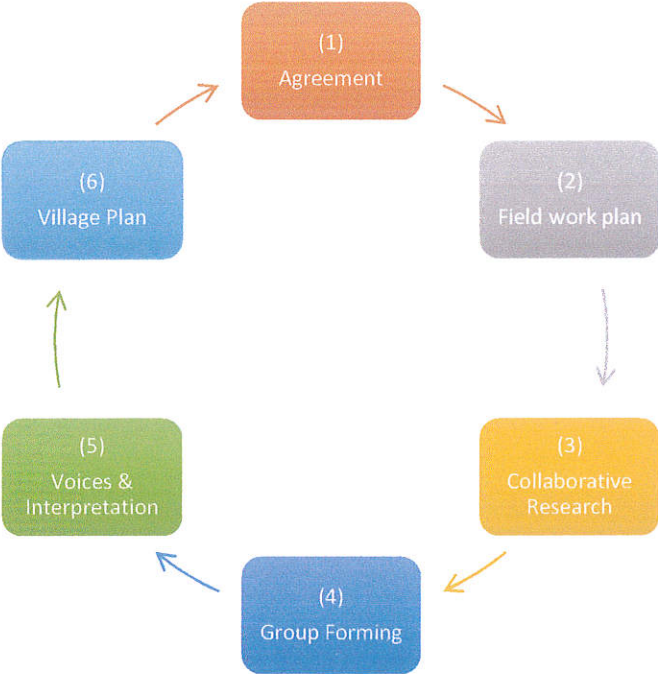 (1)
Agreement
(2)
Field work plan
(3)
Collaborative
Research
(4)
Group Forming
(5)
Voices &
Interpretation
(6)
Village Plan